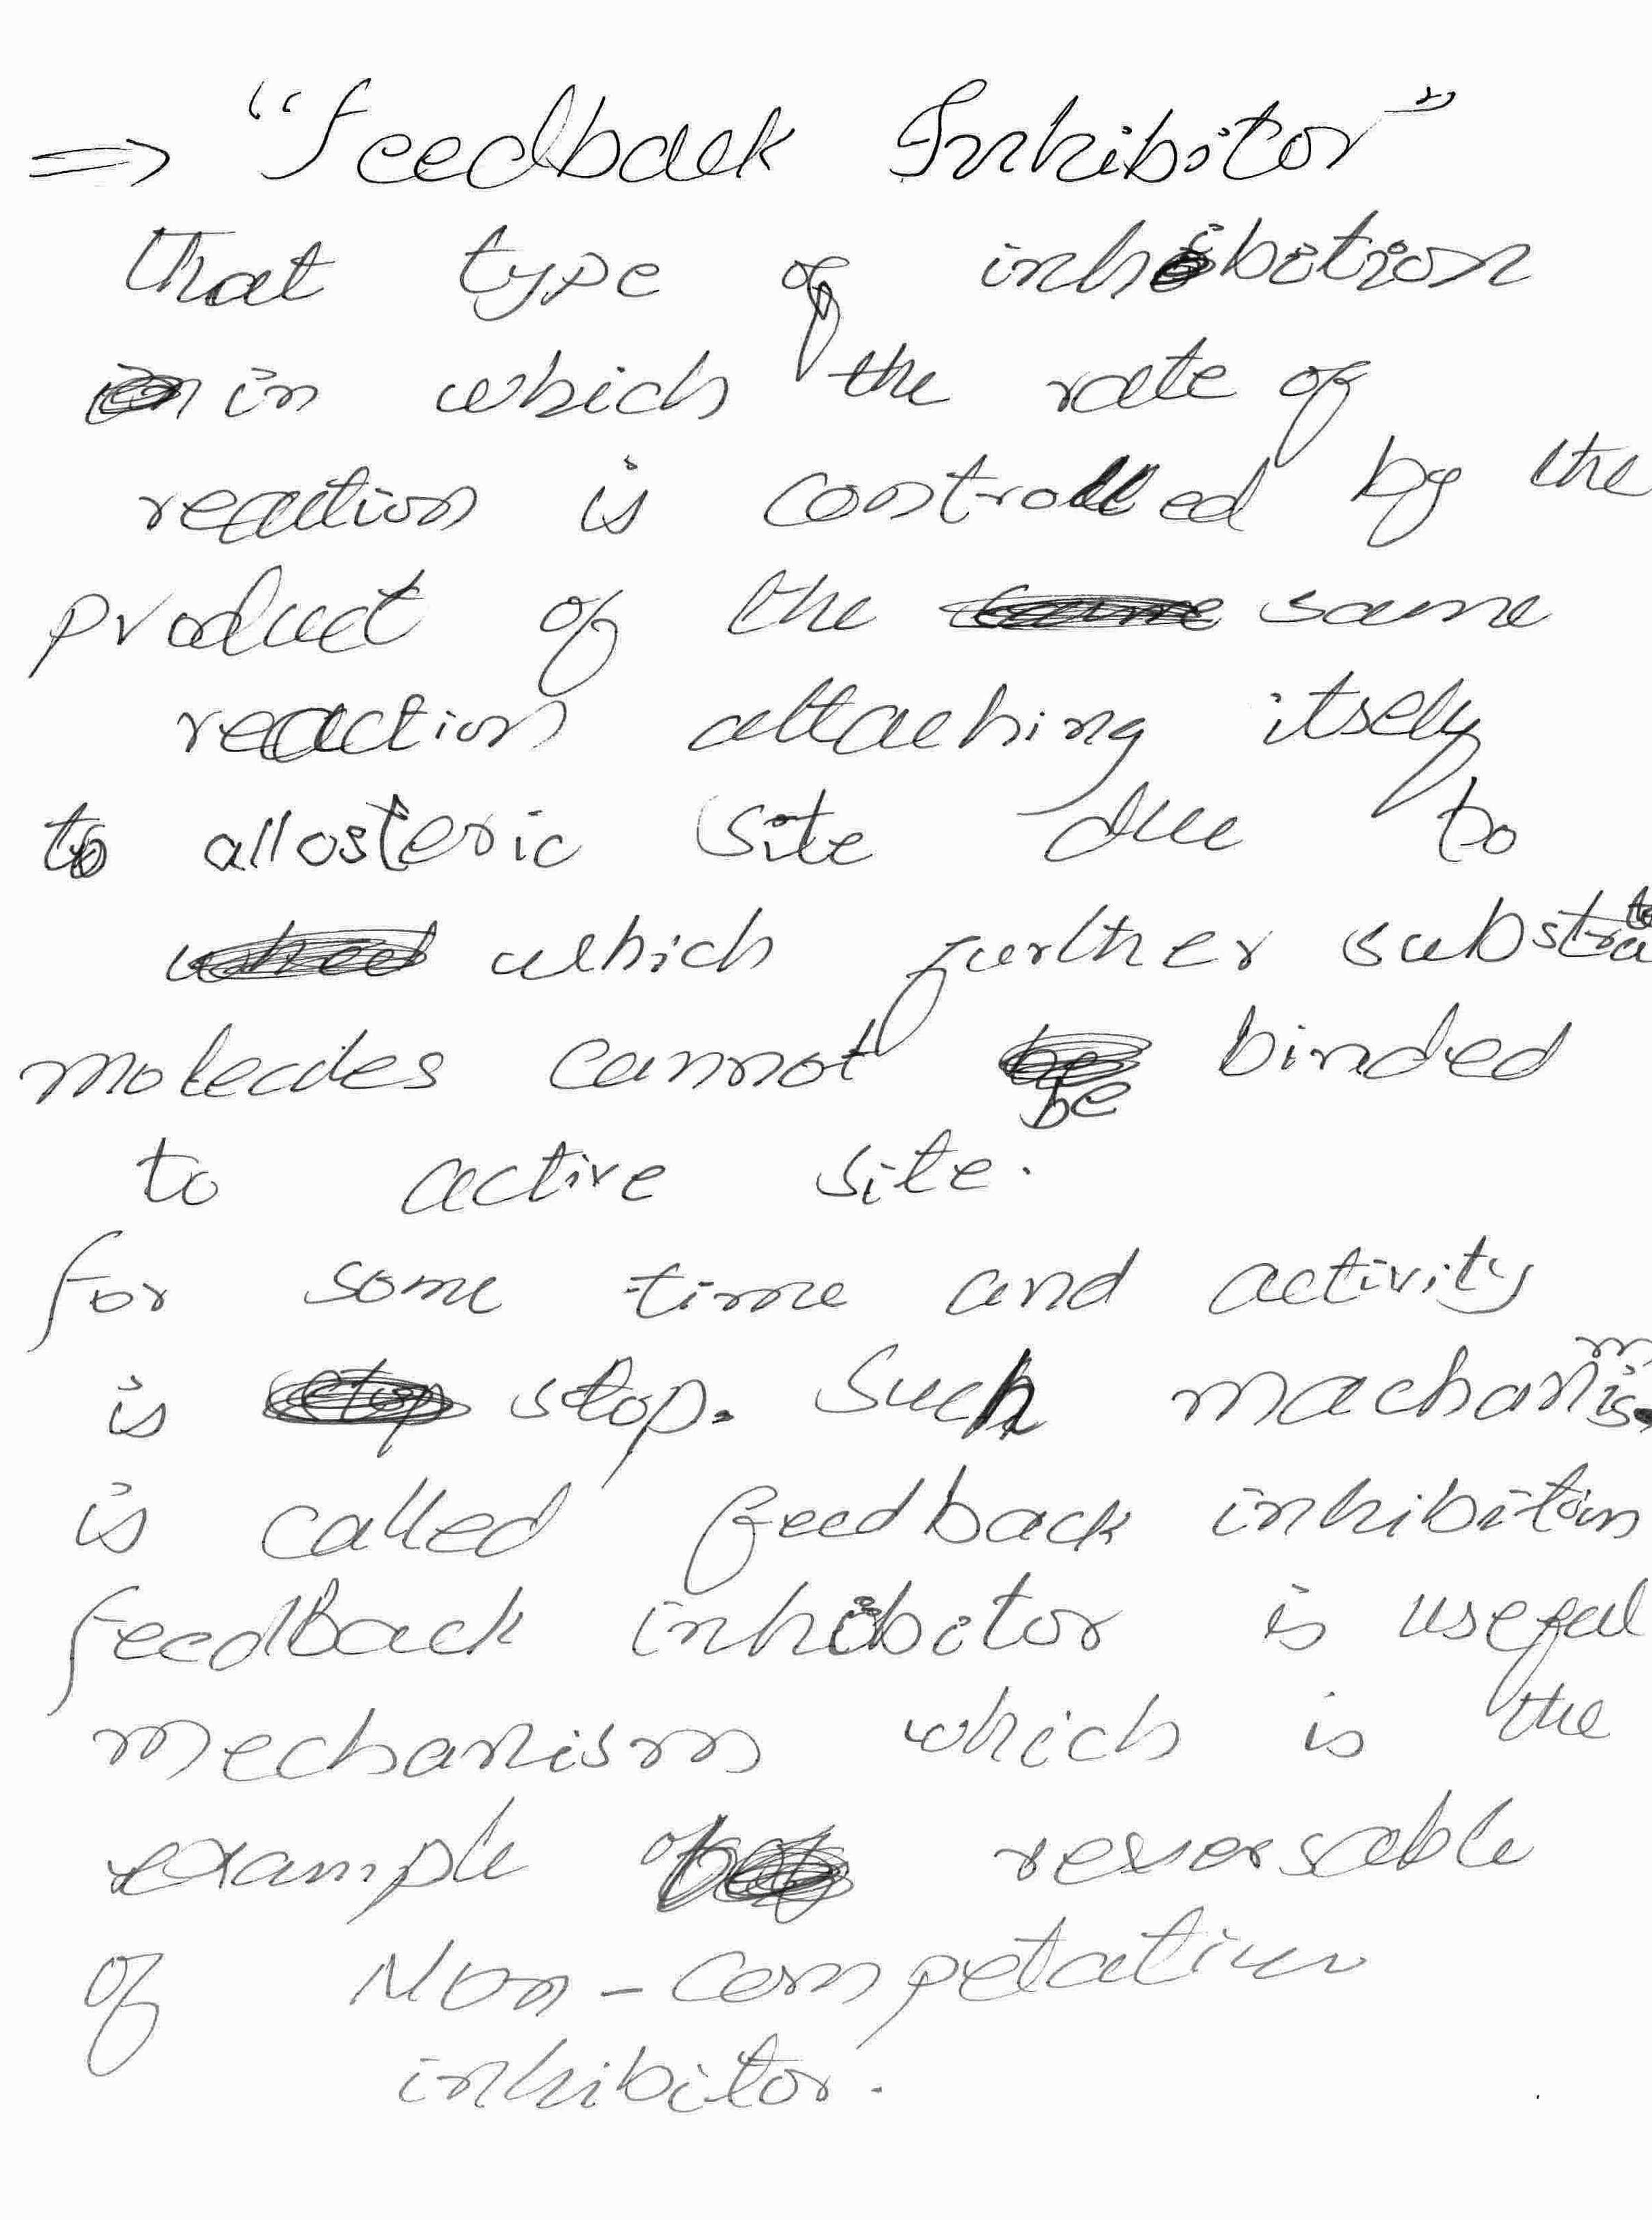 ⇒ "Feedback Inhibitor"
that type of inhibition
in which the rate of
reaction is controlled by the
product of the same
reaction attaching itself
to allosteric site due to
which further substrate
molecules cannot be binded
to active site.
for some time and activity
is stop. Such machanism
is called feedback inhibition
feedback inhibitor is useful
mechanism which is the
example of reversable
of Non-competative
inhibitor.